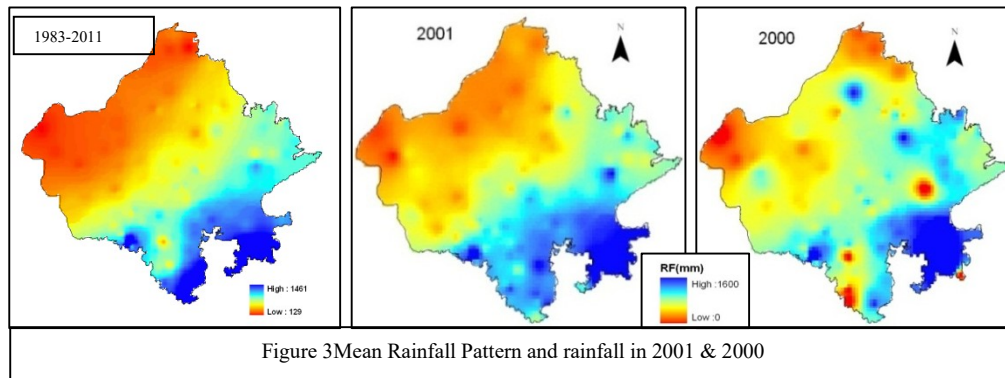 1983-2011
High : 1461
Low : 129
2001
N
RF(mm)
High :1600
Low :0
2000
N
Figure 3Mean Rainfall Pattern and rainfall in 2001 & 2000